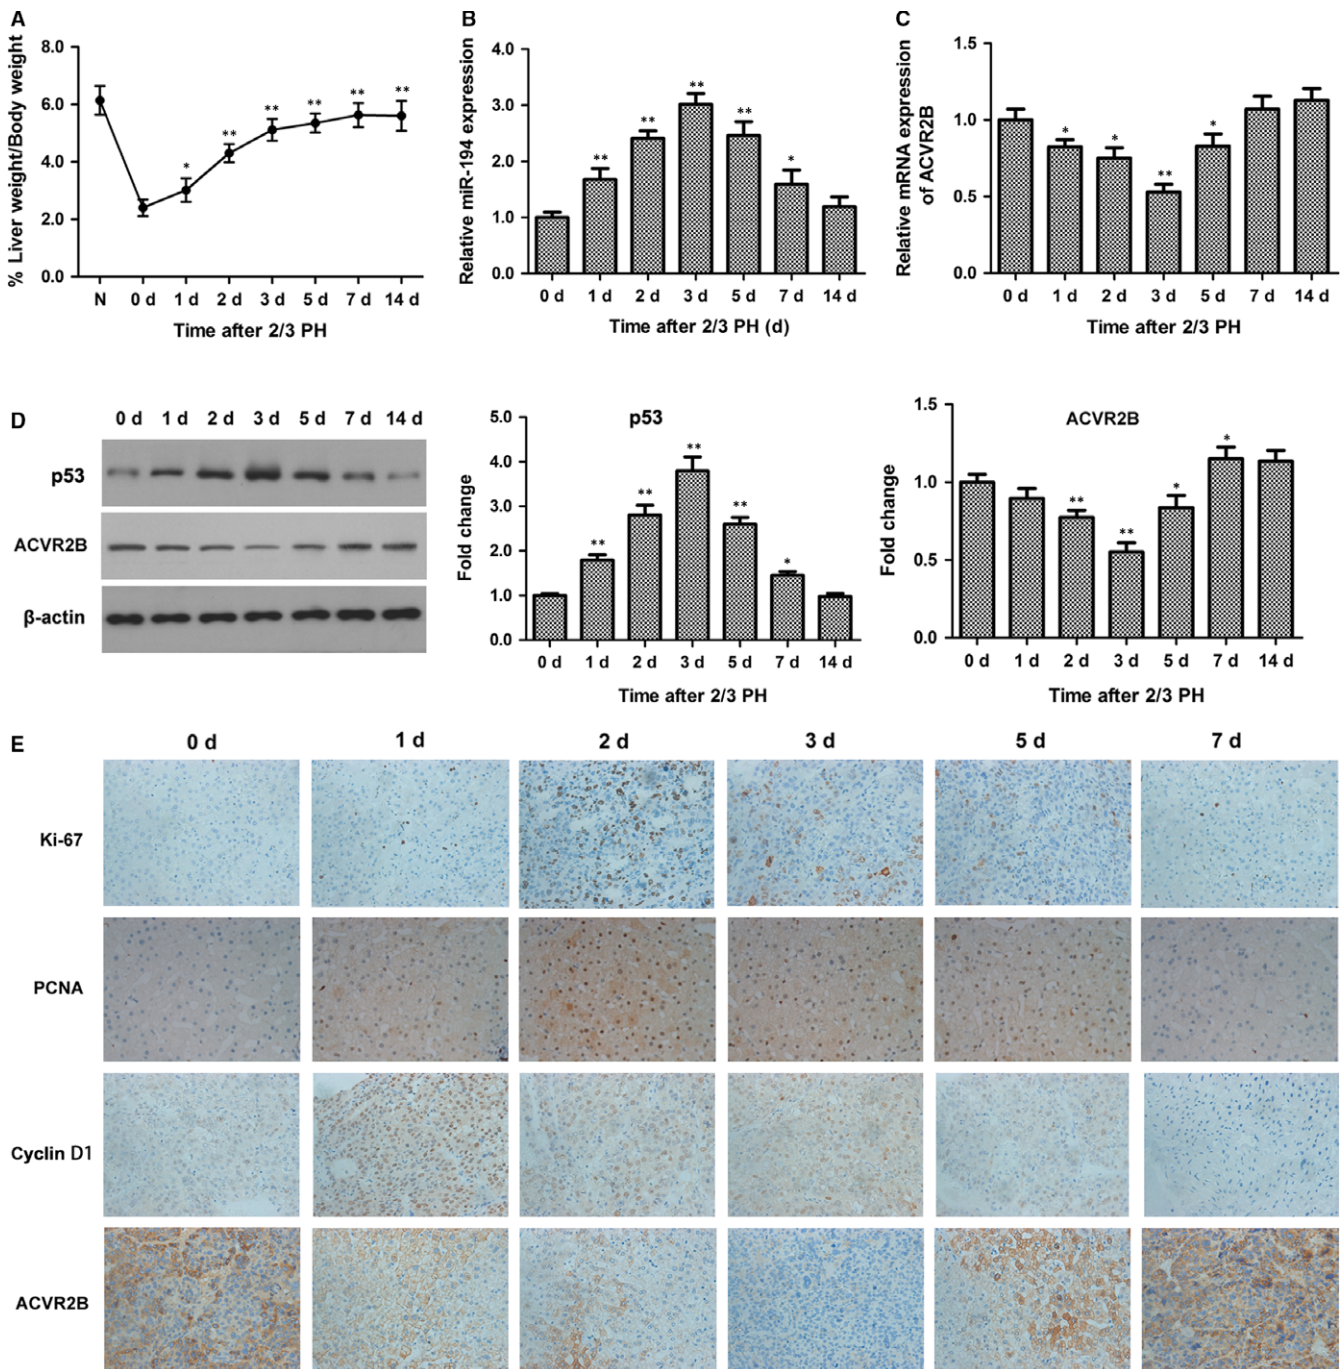 A
% Liver weight/Body weight
8.0
6.0
4.0
2.0
0.0
*
**
**
**
**
**
N 0 d 1 d 2 d 3 d 5 d 7 d 14 d
Time after 2/3 PH
B
Relative miR-194 expression
4.0
3.0
2.0
1.0
0.0
**
**
**
**
*
0 d 1 d 2 d 3 d 5 d 7 d 14 d
Time after 2/3 PH (d)
C
Relative mRNA expression
of ACVR2B
1.5
1.0
0.5
0.0
*
*
**
*
0 d 1 d 2 d 3 d 5 d 7 d 14 d
Time after 2/3 PH
D
0 d 1 d 2 d 3 d 5 d 7 d 14 d
p53
ACVR2B
β-actin
p53
Fold change
5.0
4.0
3.0
2.0
1.0
0.0
**
**
**
**
*
0 d 1 d 2 d 3 d 5 d 7 d 14 d
Time after 2/3 PH
ACVR2B
Fold change
1.5
1.0
0.5
0.0
**
**
*
*
0 d 1 d 2 d 3 d 5 d 7 d 14 d
Time after 2/3 PH
E
0 d 1 d 2 d 3 d 5 d 7 d
Ki-67
PCNA
Cyclin D1
ACVR2B